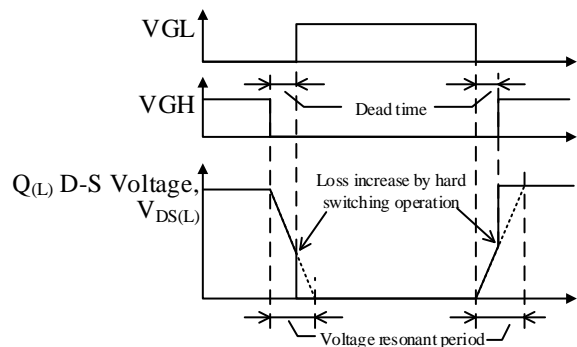 VGL
VGH
Dead time
Q(L) D-S Voltage,
VDS(L)
Loss increase by hard
switching operation
Voltage resonant period